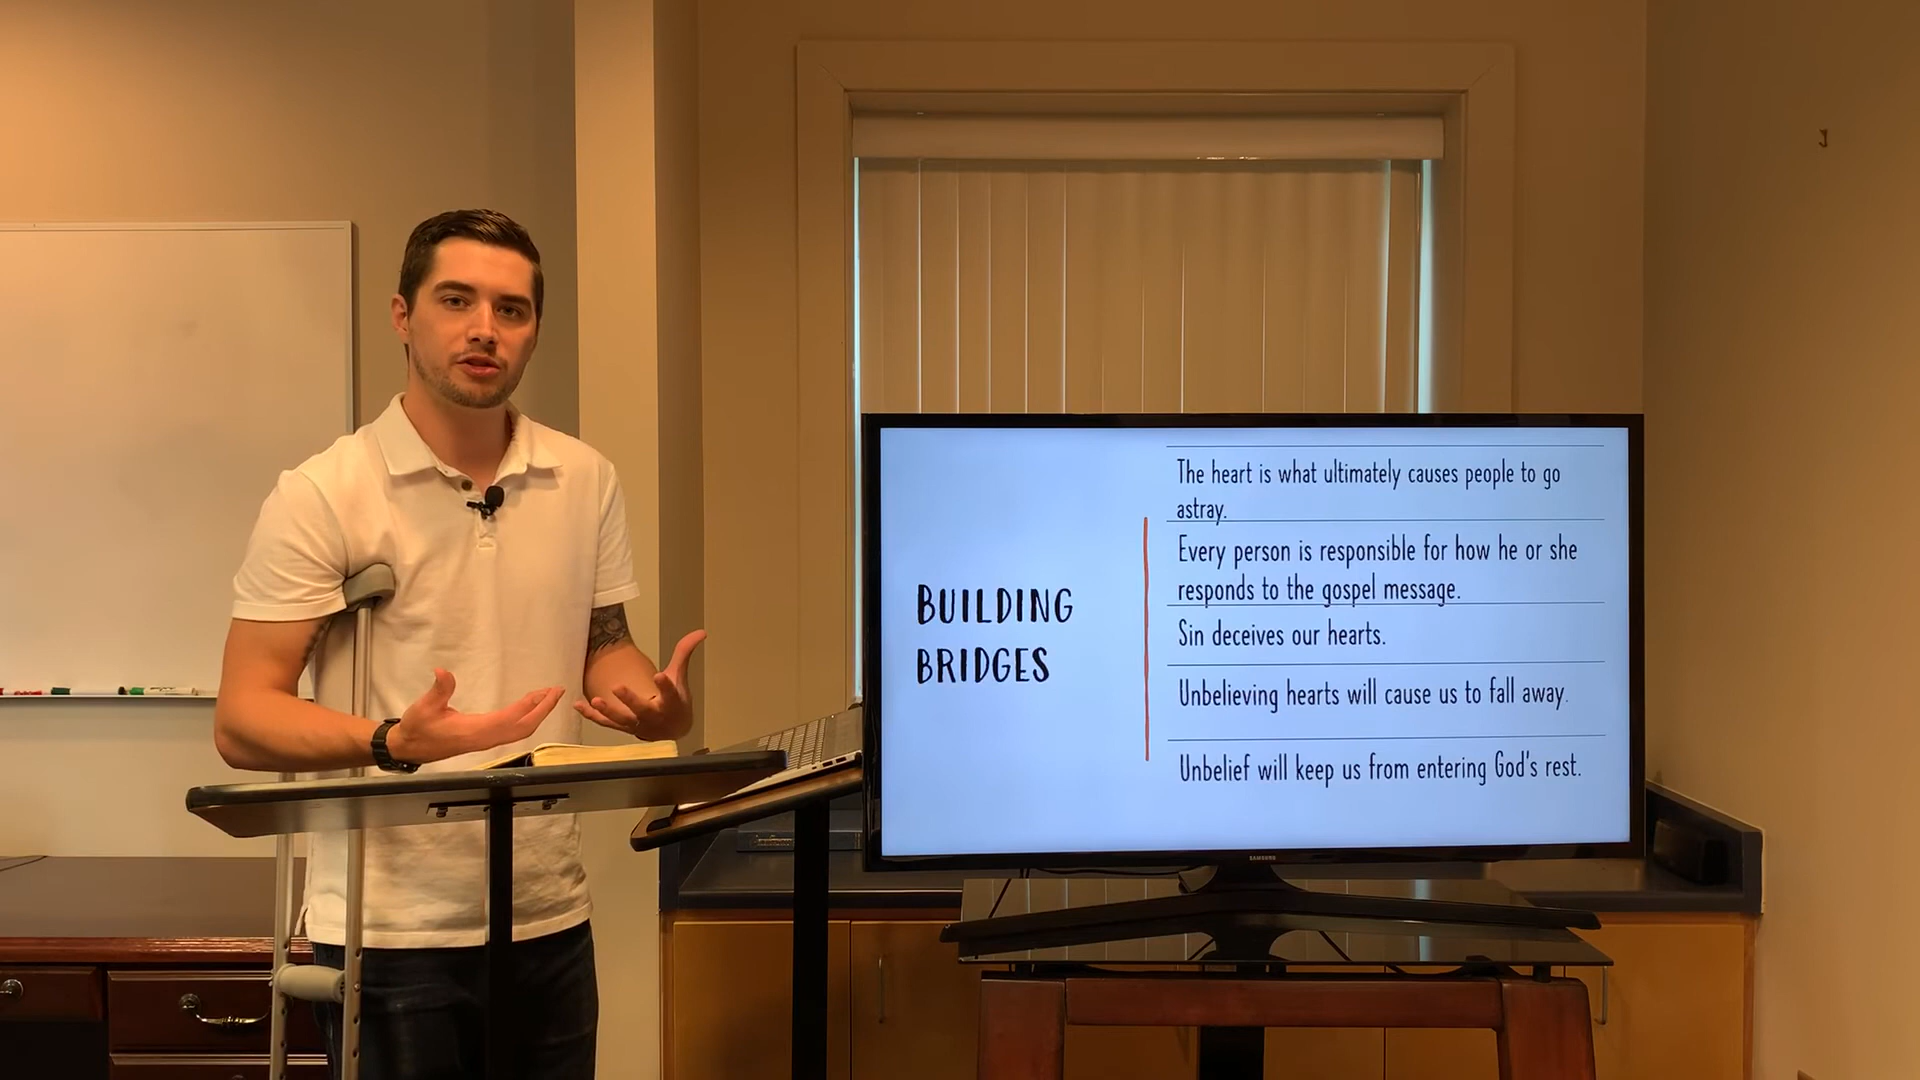 BUILDING
BRIDGES
The heart is what ultimately causes people to go
astray.
Every person is responsible for how he or she
responds to the gospel message.
Sin deceives our hearts.
Unbelieving hearts will cause us to fall away.
Unbelief will keep us from entering God's rest.
SAMSUNG